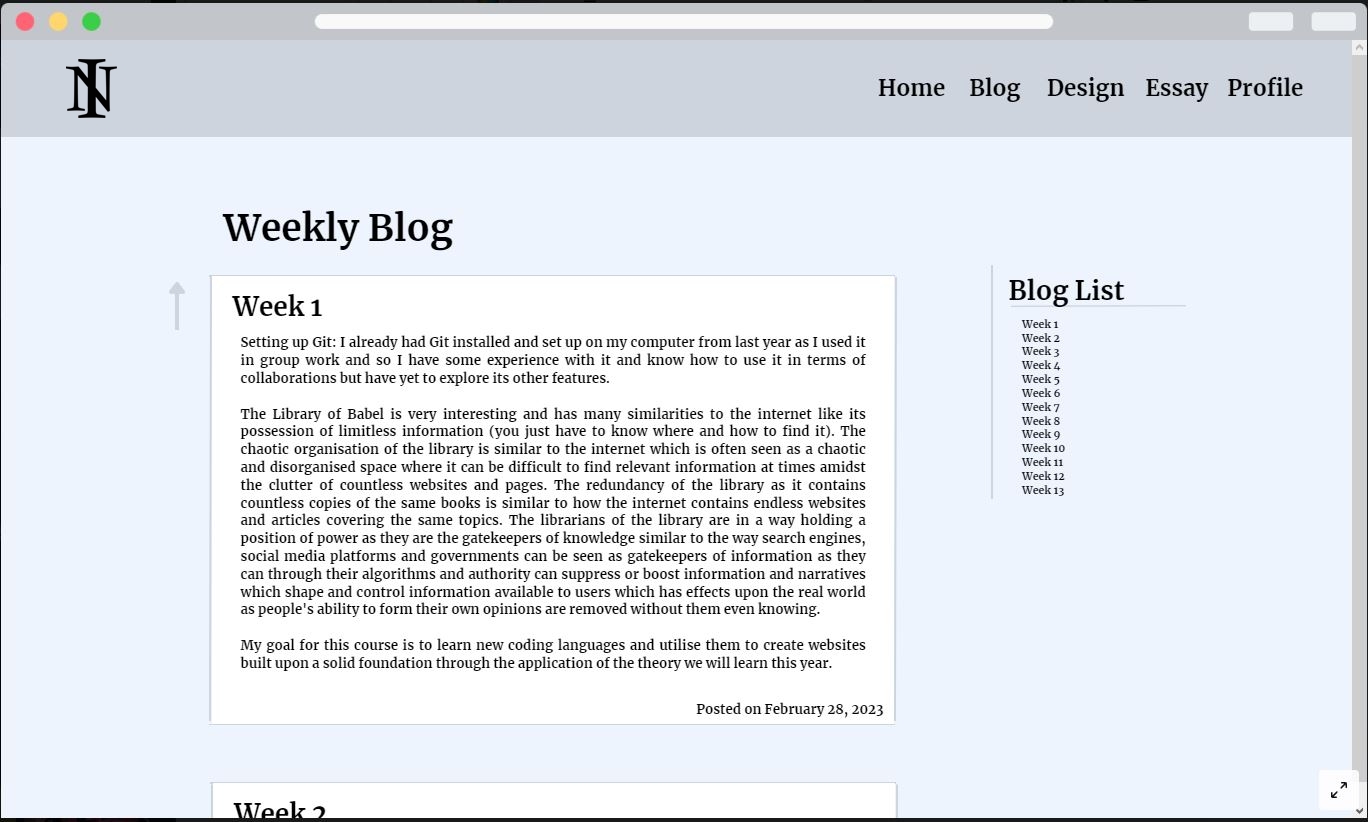 IN
Home Blog Design Essay Profile
Weekly Blog
Week 1
Setting up Git: I already had Git installed and set up on my computer from last year as I used it
in group work and so I have some experience with it and know how to use it in terms of
collaborations but have yet to explore its other features.
The Library of Babel is very interesting and has many similarities to the internet like its
possession of limitless information (you just have to know where and how to find it). The
chaotic organisation of the library is similar to the internet which is often seen as a chaotic
and disorganised space where it can be difficult to find relevant information at times amidst
the clutter of countless websites and pages. The redundancy of the library as it contains
countless copies of the same books is similar to how the internet contains endless websites
and articles covering the same topics. The librarians of the library are in a way holding a
position of power as they are the gatekeepers of knowledge similar to the way search engines,
social media platforms and governments can be seen as gatekeepers of information as they
can through their algorithms and authority can suppress or boost information and narratives
which shape and control information available to users which has effects upon the real world
as people's ability to form their own opinions are removed without them even knowing.
My goal for this course is to learn new coding languages and utilise them to create websites
built upon a solid foundation through the application of the theory we will learn this year.
Posted on February 28, 2023
Week 2
Blog List
Week 1
Week 2
Week 3
Week 4
Week 5
Week 6
Week 7
Week 8
Week 9
Week 10
Week 11
Week 12
Week 13